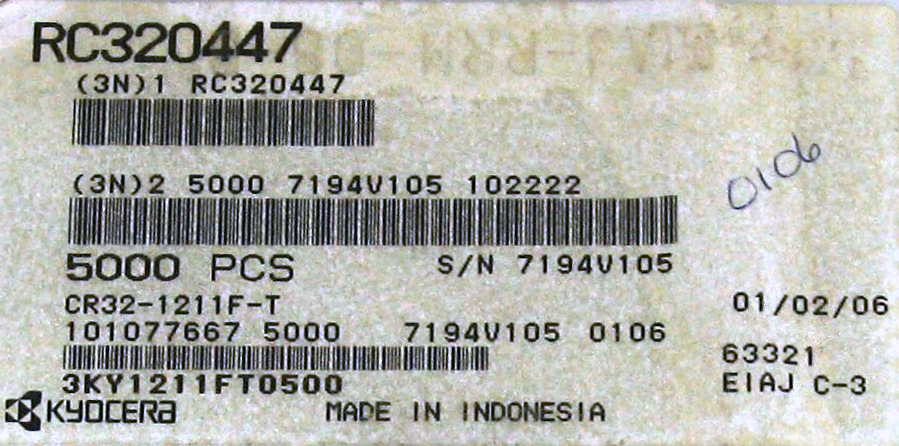 RC320447
(3N)1 RC320447
0106
(3N)2 5000 7194V105 102222
5000 PCS S/N 7194V105
CR32-1211F-T 01/02/06
101077667 5000 7194V105 0106
63321
3KY1211FT0500 EIAJ C-3
KYOCERA MADE IN INDONESIA